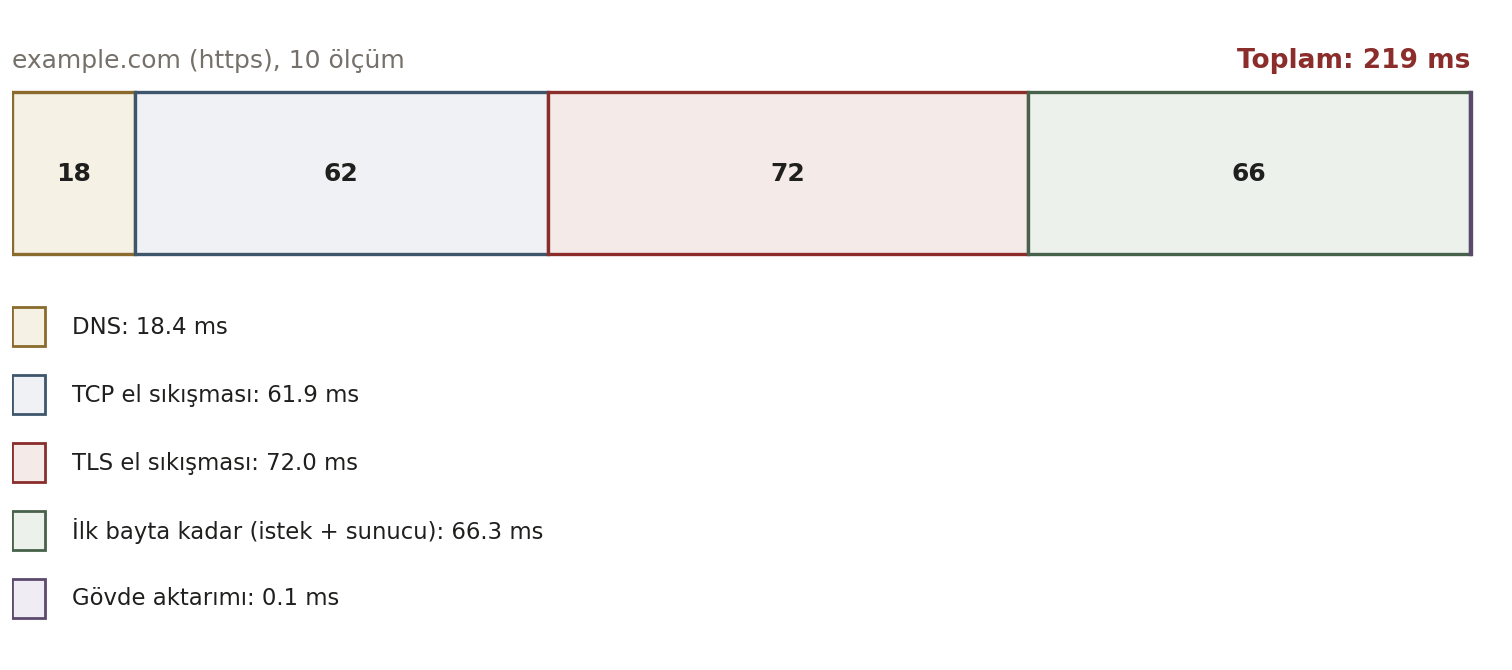 example.com (https), 10 ölçüm
Toplam: 219 ms
18
62
72
66
DNS: 18.4 ms
TCP el sıkışması: 61.9 ms
TLS el sıkışması: 72.0 ms
İlk bayta kadar (istek + sunucu): 66.3 ms
Gövde aktarımı: 0.1 ms